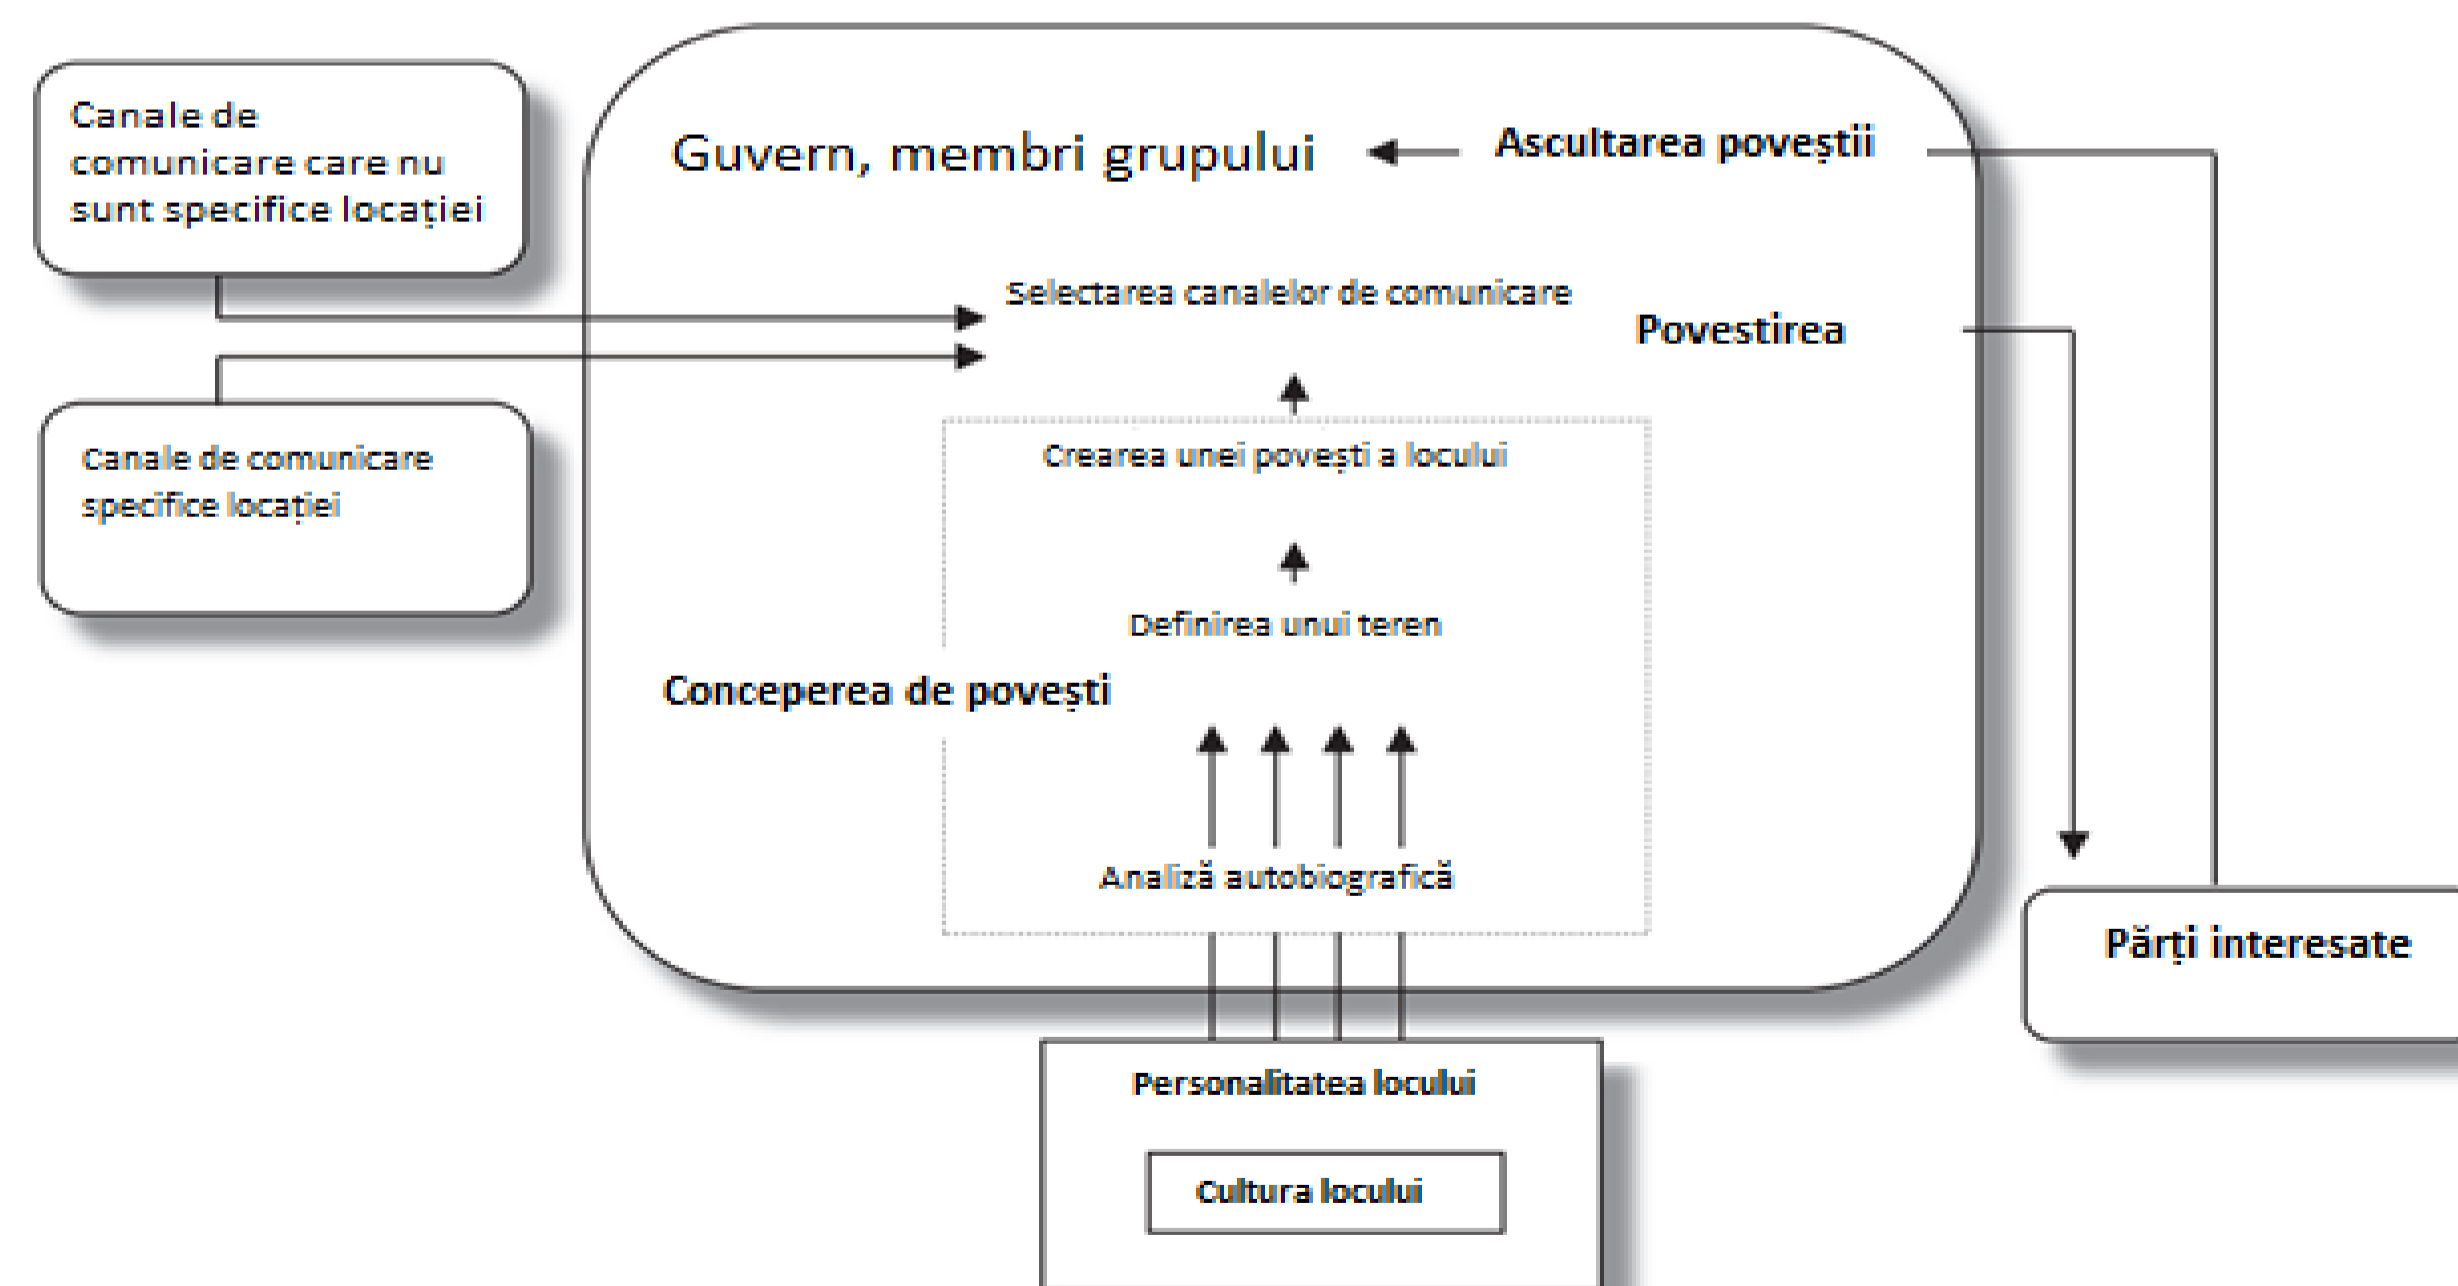 Canale de
comunicare care nu
sunt specifice locației
Canale de comunicare
specifice locației
Guvern, membri grupului
Ascultarea poveștii
Selectarea canalelor de comunicare
Povestirea
Crearea unei povești a locului
Definirea unui teren
Conceperea de povești
Analiză autobiografică
Părți interesate
Personalitatea locului
Cultura locului